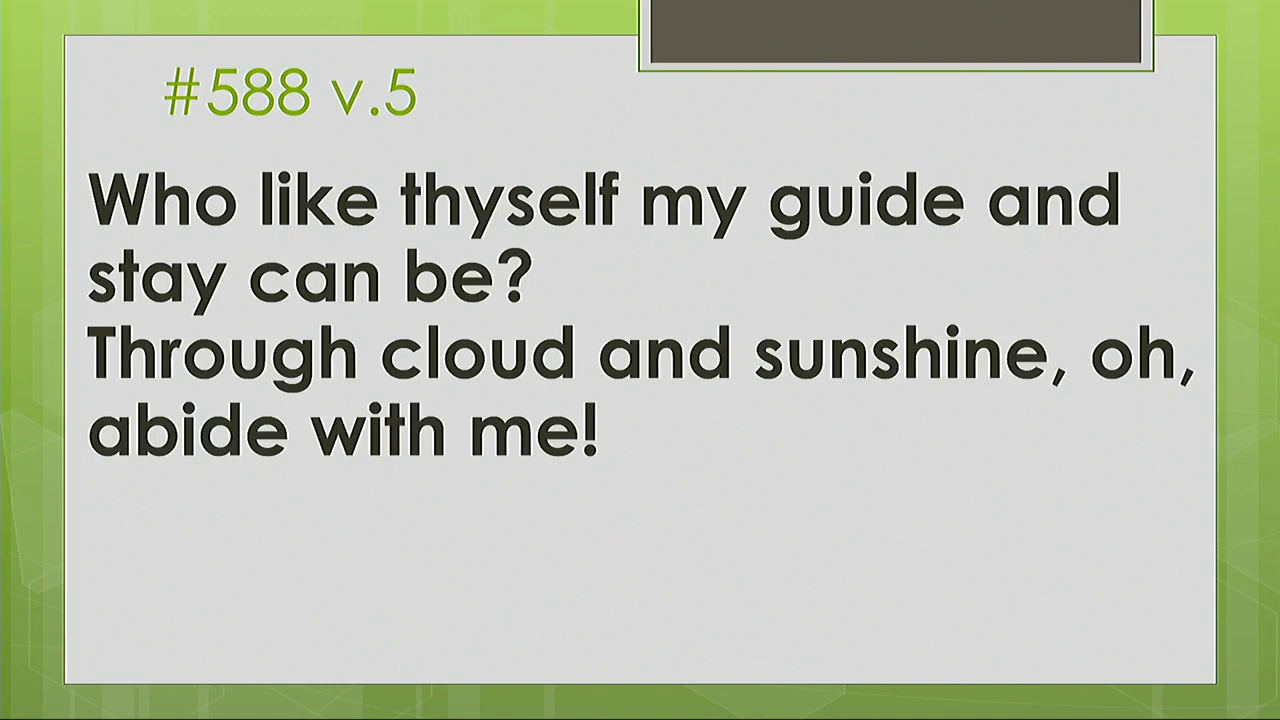 #588 v.5
Who like thyself my guide and
stay can be?
Through cloud and sunshine, oh,
abide with me!